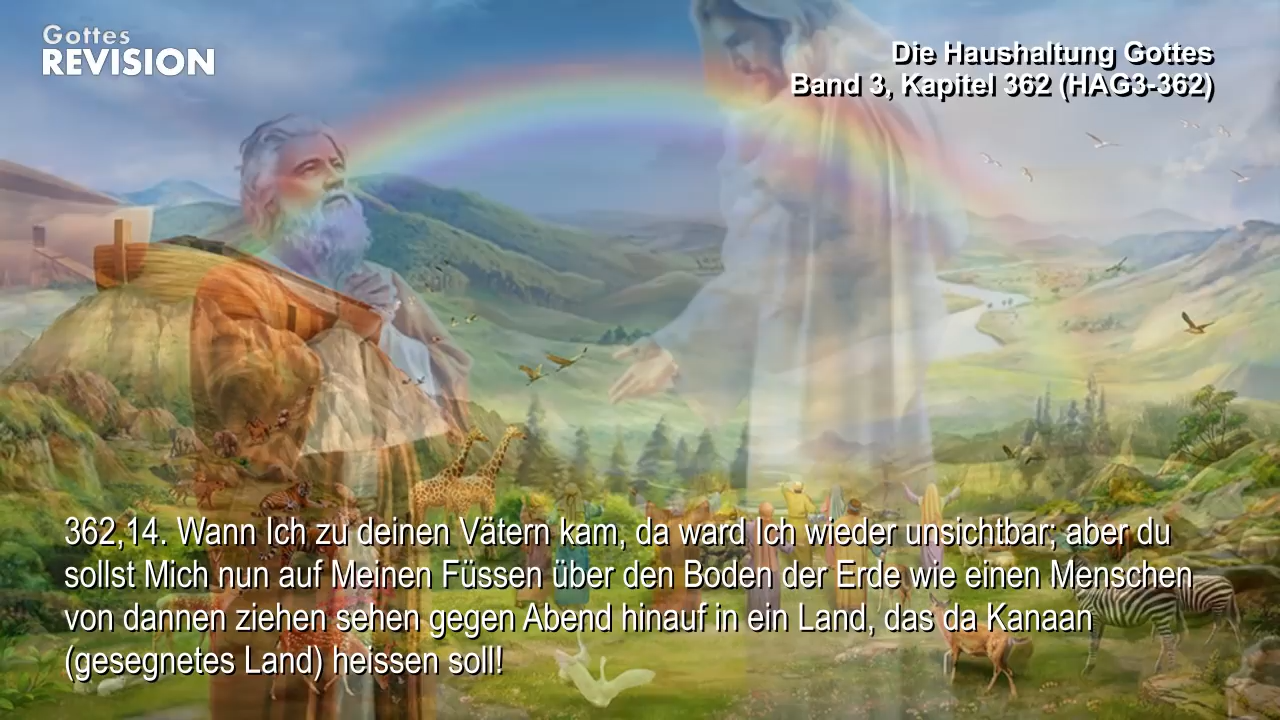 Gottes
REVISION
Die Haushaltung Gottes
Band 3, Kapitel 362 (HAG3-362)
362,14. Wann Ich zu deinen Vätern kam, da ward Ich wieder unsichtbar; aber du
sollst Mich nun auf Meinen Füssen über den Boden der Erde wie einen Menschen
von dannen ziehen sehen gegen Abend hinauf in ein Land, das da Kanaan
(gesegnetes Land) heissen soll!